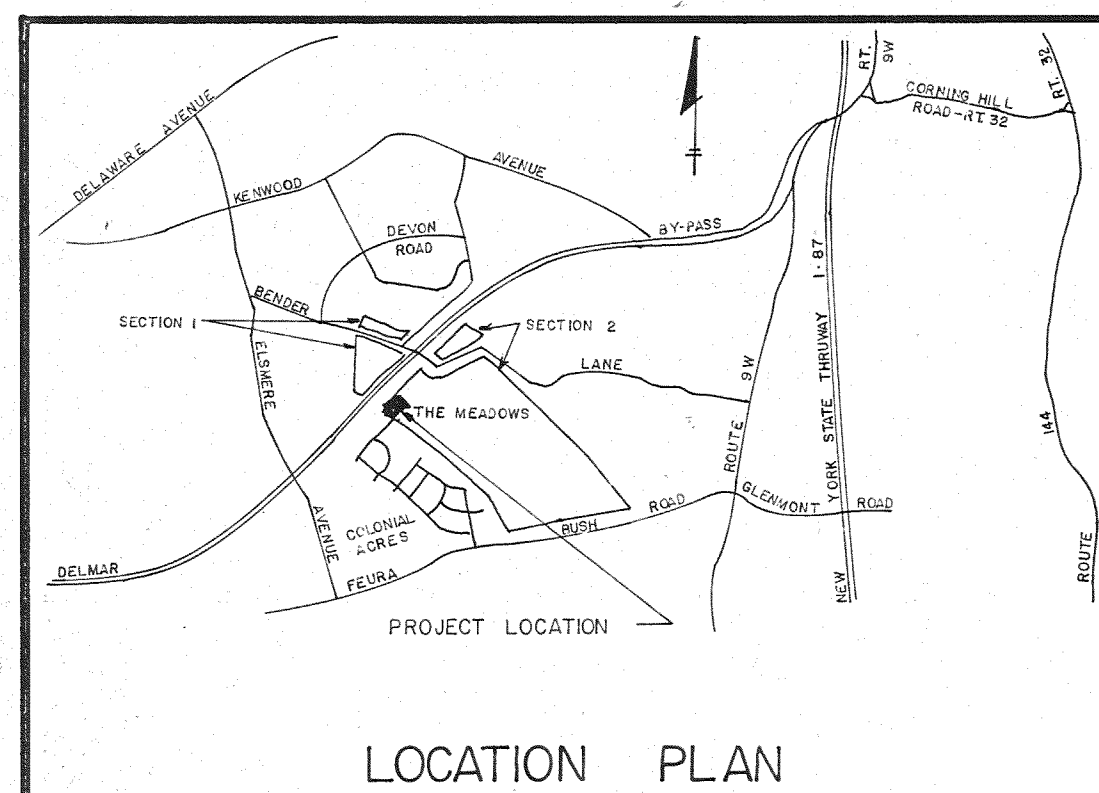 DELAWARE AVENUE
KENWOOD
AVENUE
DEVON
ROAD
BY-PASS
RT.
9W
CORNING HILL
ROAD-RT. 32
RT. 32
BENDER
SECTION 1
SECTION 2
LANE
ELSMERE
AVENUE
THE MEADOWS
COLONIAL
ACRES
DELMAR
FEURA
BUSH
ROAD
ROUTE
9W
GLENMONT
ROAD
NEW YORK STATE THRUWAY I-87
ROUTE
144
PROJECT LOCATION
LOCATION PLAN